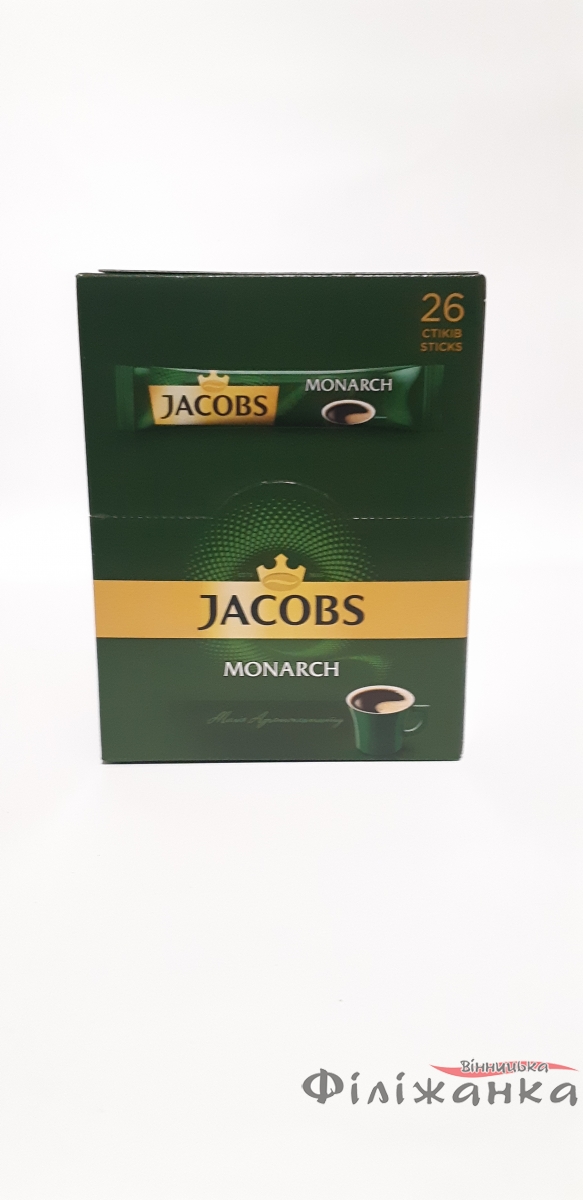 26
СТІКІВ
STICKS
MONARCH
JACOBS
JACOBS
MONARCH
Вінницька
Філіжанка